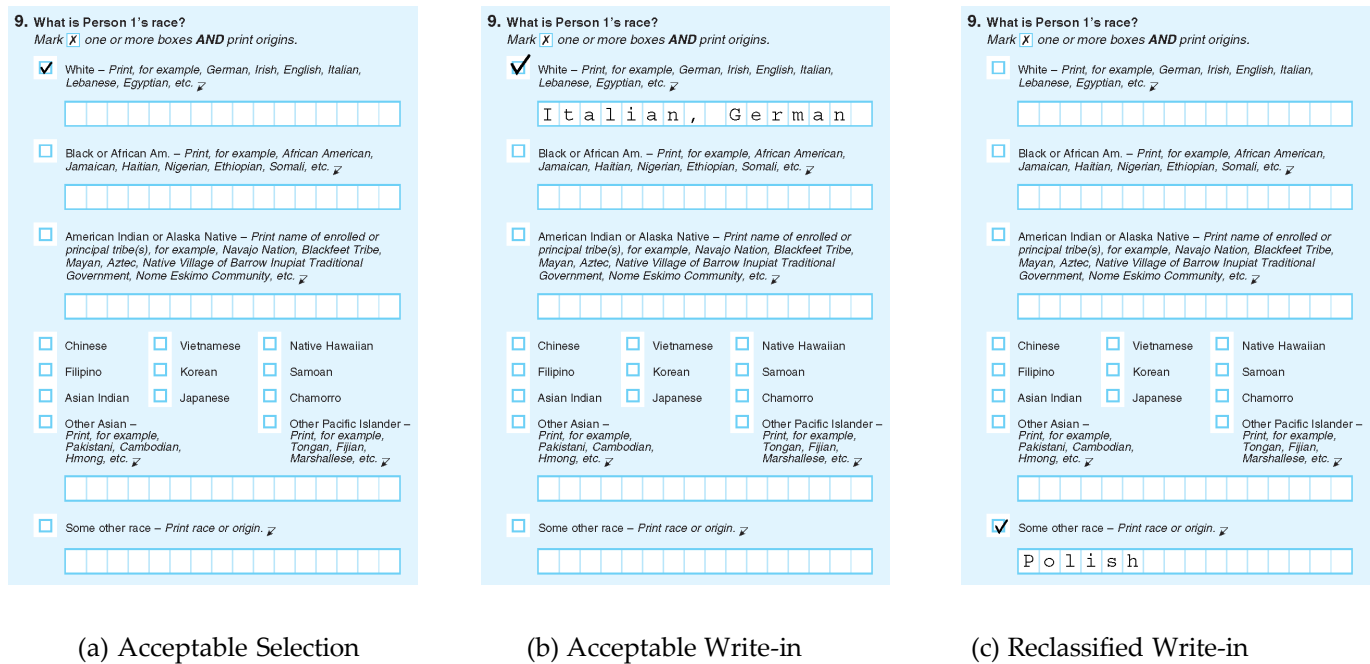 9. What is Person 1's race?
Mark ✗ one or more boxes AND print origins.
White – Print, for example, German, Irish, English, Italian,
Lebanese, Egyptian, etc.
Black or African Am. – Print, for example, African American,
Jamaican, Haitian, Nigerian, Ethiopian, Somali, etc.
American Indian or Alaska Native – Print name of enrolled or
principal tribe(s), for example, Navajo Nation, Blackfeet Tribe,
Mayan, Aztec, Native Village of Barrow Inupiat Traditional
Government, Nome Eskimo Community, etc.
Chinese Vietnamese Native Hawaiian
Filipino Korean Samoan
Asian Indian Japanese Chamorro
Other Asian – Other Pacific Islander –
Print, for example, Print, for example,
Pakistani, Cambodian, Tongan, Fijian,
Hmong, etc. Marshallese, etc.
Some other race – Print race or origin.
(a) Acceptable Selection
9. What is Person 1's race?
Mark ✗ one or more boxes AND print origins.
White – Print, for example, German, Irish, English, Italian,
Lebanese, Egyptian, etc.
Italian, German
Black or African Am. – Print, for example, African American,
Jamaican, Haitian, Nigerian, Ethiopian, Somali, etc.
American Indian or Alaska Native – Print name of enrolled or
principal tribe(s), for example, Navajo Nation, Blackfeet Tribe,
Mayan, Aztec, Native Village of Barrow Inupiat Traditional
Government, Nome Eskimo Community, etc.
Chinese Vietnamese Native Hawaiian
Filipino Korean Samoan
Asian Indian Japanese Chamorro
Other Asian – Other Pacific Islander –
Print, for example, Print, for example,
Pakistani, Cambodian, Tongan, Fijian,
Hmong, etc. Marshallese, etc.
Some other race – Print race or origin.
(b) Acceptable Write-in
9. What is Person 1's race?
Mark ✗ one or more boxes AND print origins.
White – Print, for example, German, Irish, English, Italian,
Lebanese, Egyptian, etc.
Black or African Am. – Print, for example, African American,
Jamaican, Haitian, Nigerian, Ethiopian, Somali, etc.
American Indian or Alaska Native – Print name of enrolled or
principal tribe(s), for example, Navajo Nation, Blackfeet Tribe,
Mayan, Aztec, Native Village of Barrow Inupiat Traditional
Government, Nome Eskimo Community, etc.
Chinese Vietnamese Native Hawaiian
Filipino Korean Samoan
Asian Indian Japanese Chamorro
Other Asian – Other Pacific Islander –
Print, for example, Print, for example,
Pakistani, Cambodian, Tongan, Fijian,
Hmong, etc. Marshallese, etc.
Some other race – Print race or origin.
Polish
(c) Reclassified Write-in